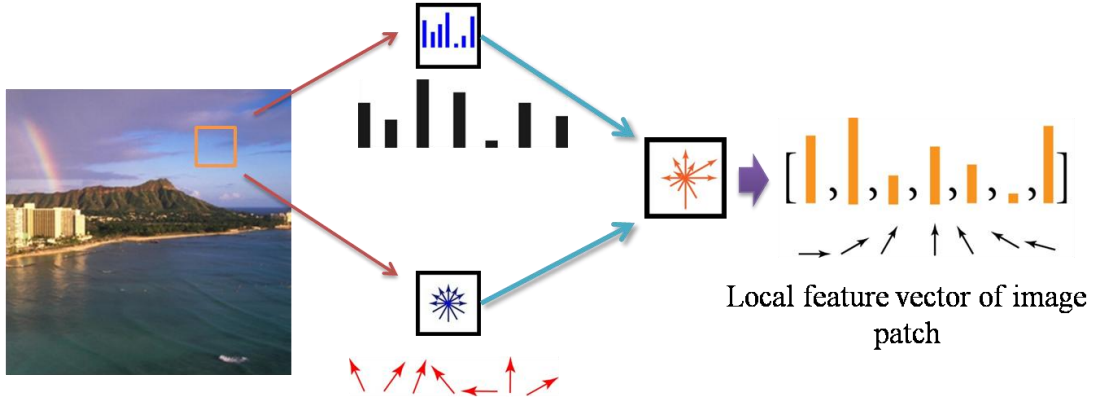 [ , , , , , , ]
Local feature vector of image
patch